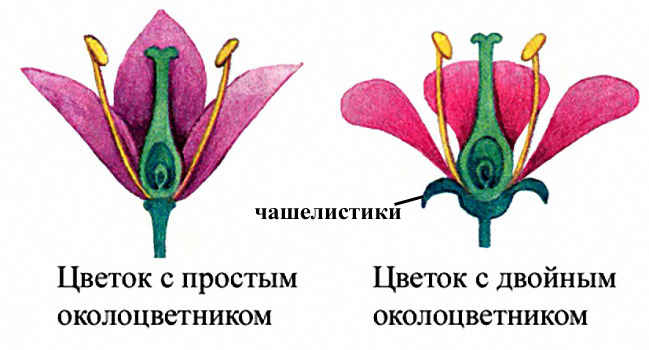 чашелистики
Цветок с простым
околоцветником
Цветок с двойным
околоцветником